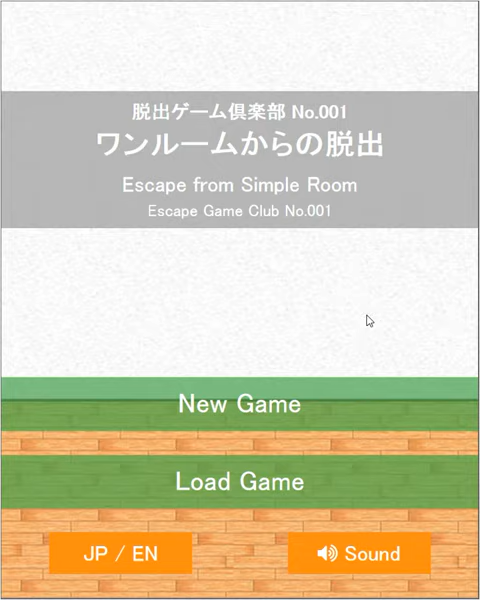 脱出ゲーム倶楽部 No.001
ワンルームからの脱出
Escape from Simple Room
Escape Game Club No.001
New Game
Load Game
JP / EN
Sound